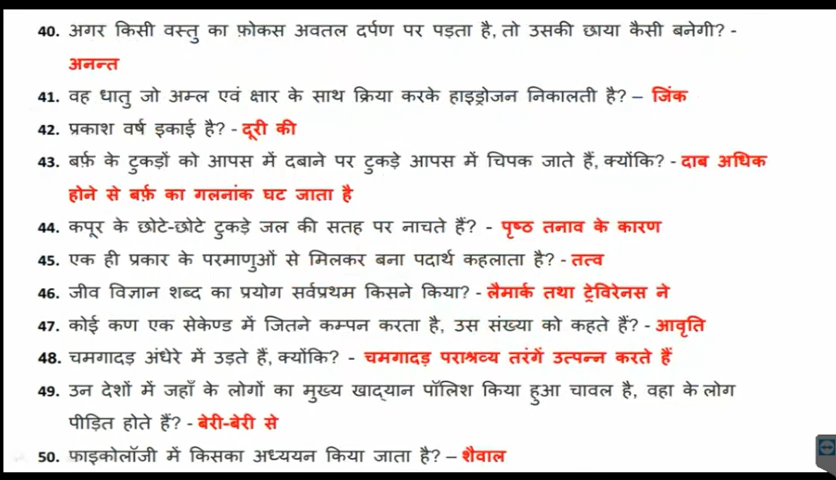 40. अगर किसी वस्तु का फ़ोकस अवतल दर्पण पर पड़ता है, तो उसकी छाया कैसी बनेगी? -
अनन्त
41. वह धातु जो अम्ल एवं क्षार के साथ क्रिया करके हाइड्रोजन निकालती है? – जिंक
42. प्रकाश वर्ष इकाई है? - दूरी की
43. बर्फ़ के टुकड़ों को आपस में दबाने पर टुकड़े आपस में चिपक जाते हैं, क्योंकि? - दाब अधिक
होने से बर्फ़ का गलनांक घट जाता है
44. कपूर के छोटे-छोटे टुकड़े जल की सतह पर नाचते हैं? - पृष्ठ तनाव के कारण
45. एक ही प्रकार के परमाणुओं से मिलकर बना पदार्थ कहलाता है? - तत्व
46. जीव विज्ञान शब्द का प्रयोग सर्वप्रथम किसने किया? - लैमार्क तथा ट्रेविरेनस ने
47. कोई कण एक सेकेण्ड में जितने कम्पन करता है, उस संख्या को कहते हैं? - आवृति
48. चमगादड़ अंधेरे में उड़ते हैं, क्योंकि? - चमगादड़ पराश्रव्य तरंगें उत्पन्न करते हैं
49. उन देशों में जहाँ के लोगों का मुख्य खाद्यान पॉलिश किया हुआ चावल है, वहा के लोग
पीड़ित होते हैं? - बेरी-बेरी से
50. फाइकोलॉजी में किसका अध्ययन किया जाता है? – शैवाल